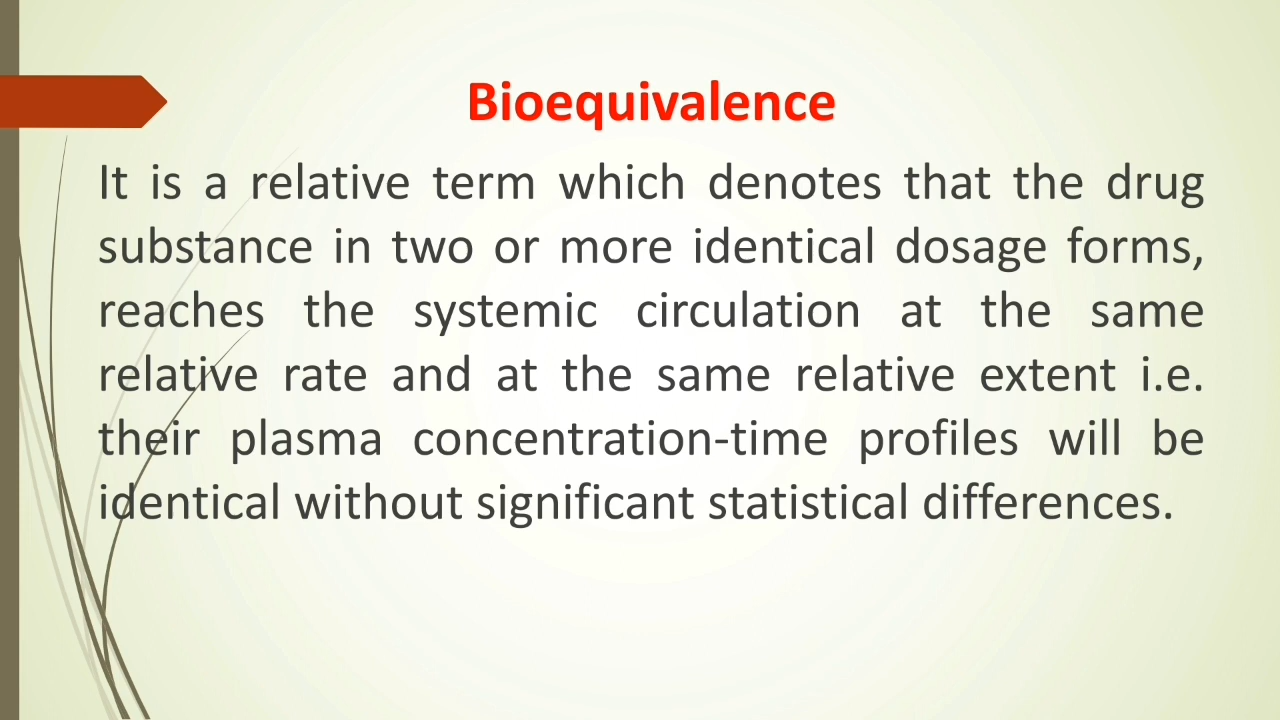 Bioequivalence
It is a relative term which denotes that the drug
substance in two or more identical dosage forms,
reaches the systemic circulation at the same
relative rate and at the same relative extent i.e.
their plasma concentration-time profiles will be
identical without significant statistical differences.